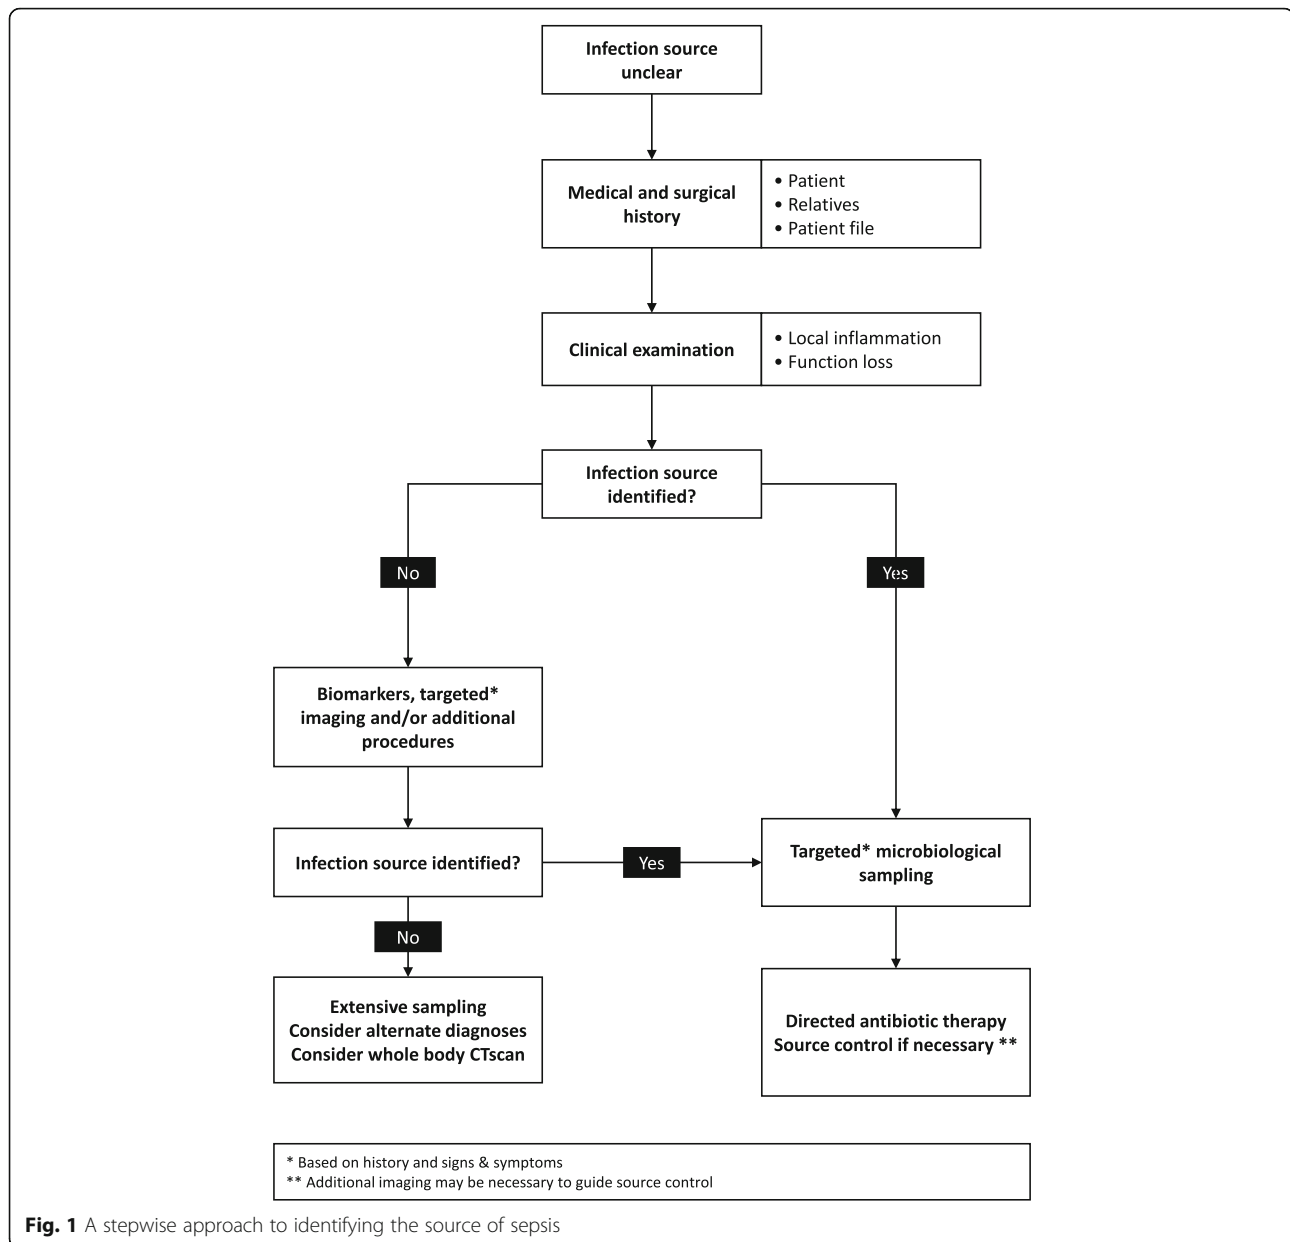 Infection source
unclear
Medical and surgical
history
• Patient
• Relatives
• Patient file
Clinical examination
• Local inflammation
• Function loss
Infection source
identified?
No
Yes
Biomarkers, targeted*
imaging and/or additional
procedures
Infection source identified?
Yes
Targeted* microbiological
sampling
No
Extensive sampling
Consider alternate diagnoses
Consider whole body CTscan
Directed antibiotic therapy
Source control if necessary **
* Based on history and signs & symptoms
** Additional imaging may be necessary to guide source control
Fig. 1 A stepwise approach to identifying the source of sepsis